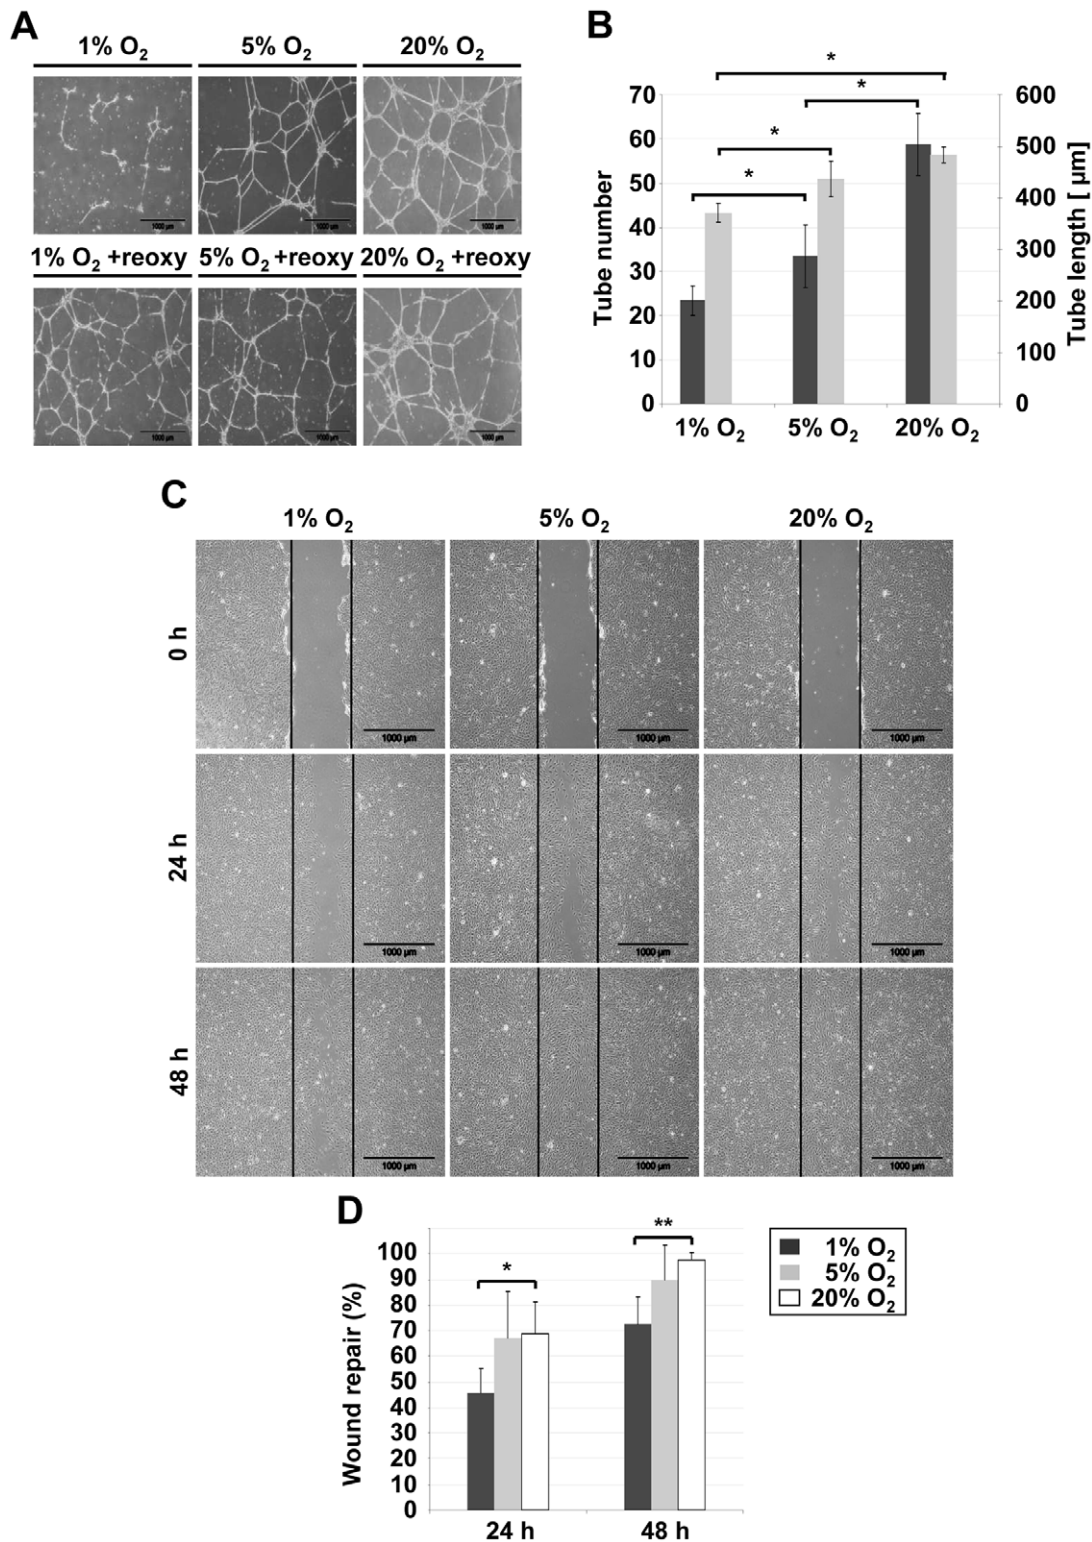 A
1% O2
5% O2
20% O2
1000 µm
1000 µm
1000 µm
1% O2 +reoxy
5% O2 +reoxy
20% O2 +reoxy
1000 µm
1000 µm
1000 µm
B
*
*
*
*
70
60
50
40
30
20
10
0
Tube number
600
500
400
300
200
100
0
Tube length [ µm]
1% O2
5% O2
20% O2
C
1% O2
5% O2
20% O2
0 h
1000 µm
1000 µm
1000 µm
24 h
1000 µm
1000 µm
1000 µm
48 h
1000 µm
1000 µm
1000 µm
D
*
**
100
90
80
70
60
50
40
30
20
10
0
Wound repair (%)
24 h
48 h
1% O2
5% O2
20% O2